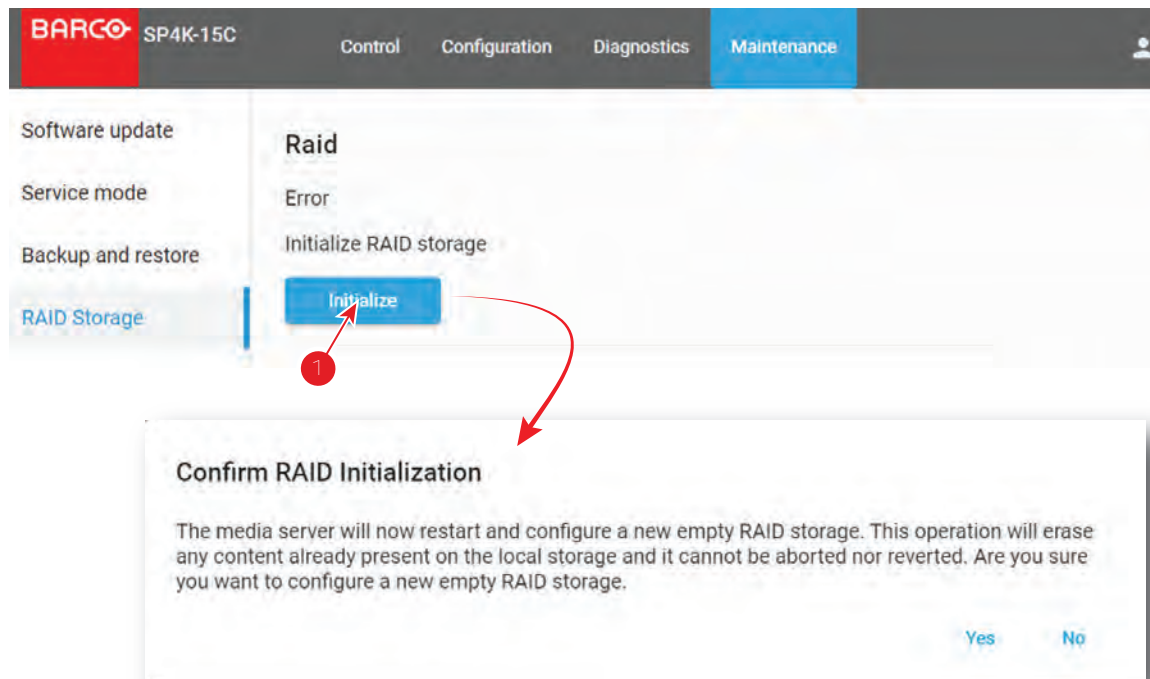 BARCO SP4K-15C
Control Configuration Diagnostics Maintenance
Software update
Service mode
Backup and restore
RAID Storage
Raid
Error
Initialize RAID storage
Initialize
1
Confirm RAID Initialization
The media server will now restart and configure a new empty RAID storage. This operation will erase
any content already present on the local storage and it cannot be aborted nor reverted. Are you sure
you want to configure a new empty RAID storage.
Yes No